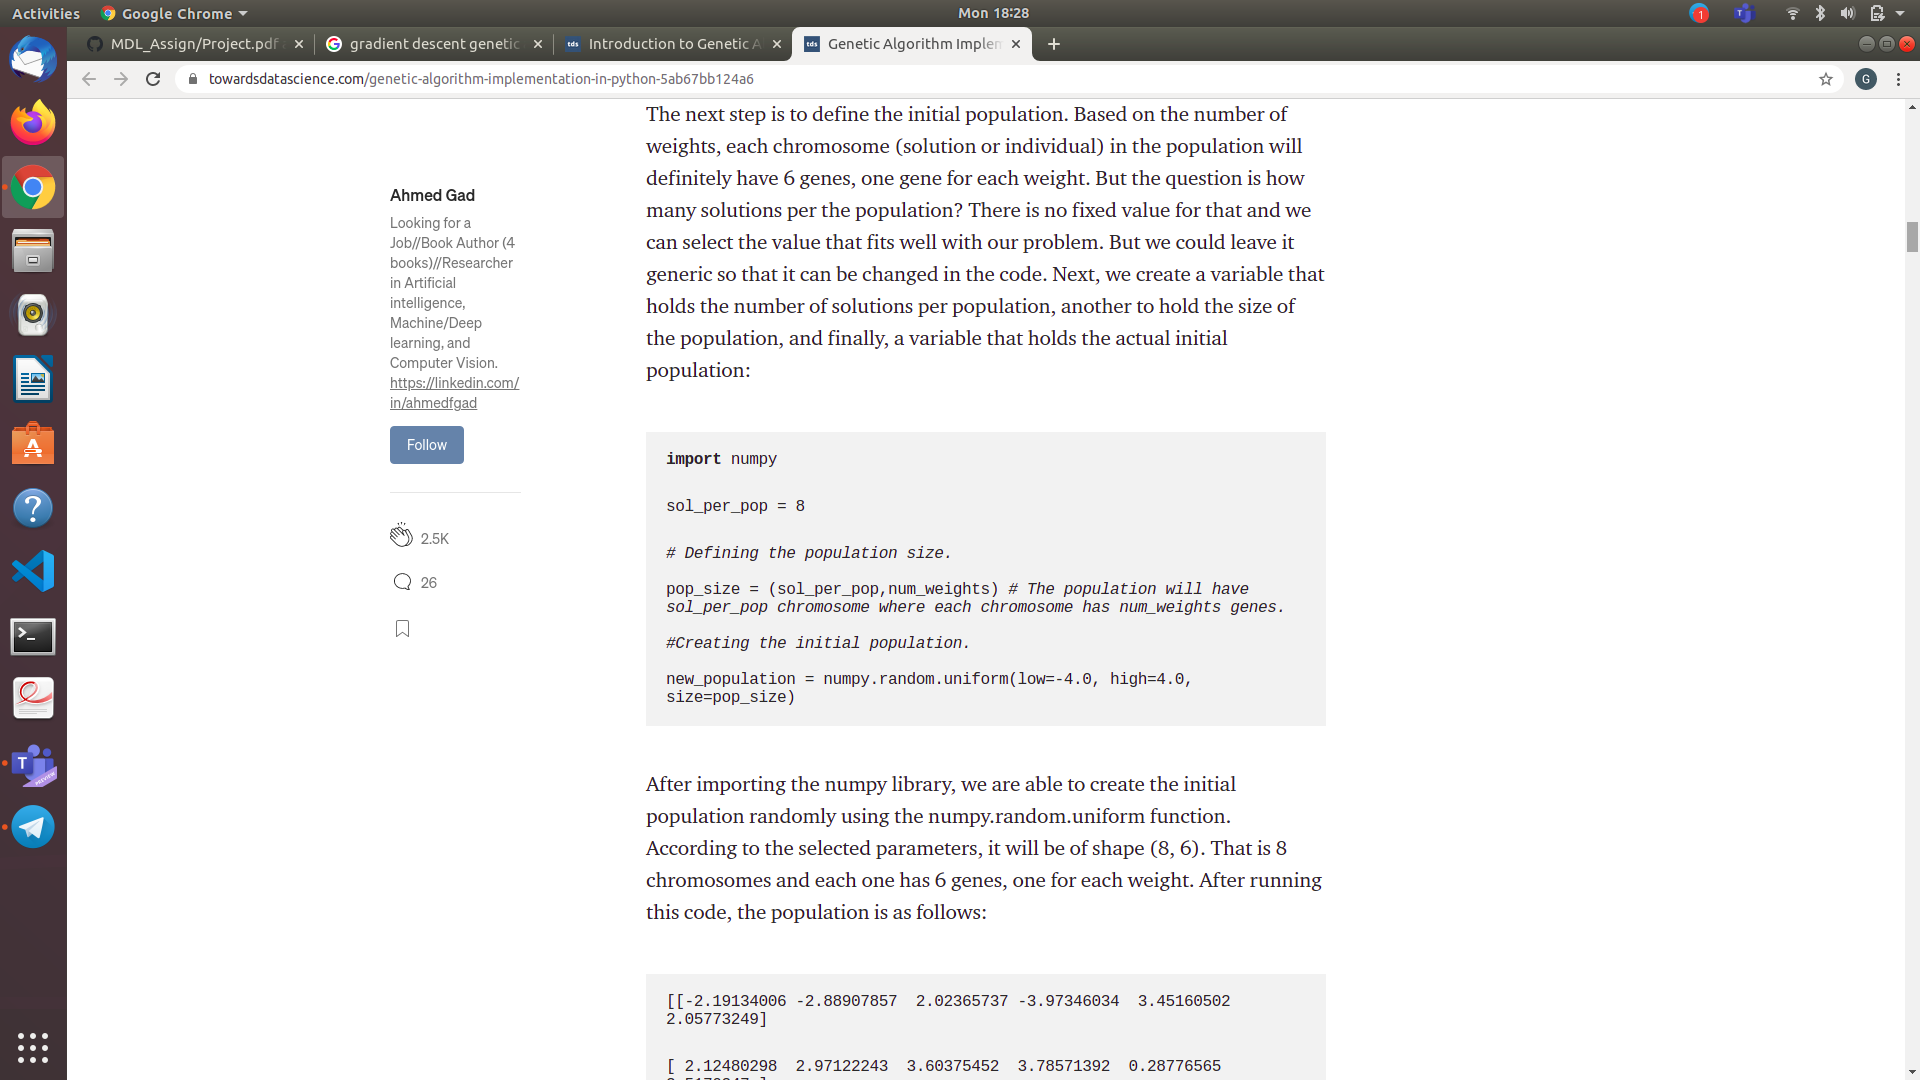 Activities Google Chrome Mon 18:28 1
MDL_Assign/Project.pdf gradient descent genetic tds Introduction to Genetic A tds Genetic Algorithm Implem
towardsdatascience.com/genetic-algorithm-implementation-in-python-5ab67bb124a6 G
The next step is to define the initial population. Based on the number of
weights, each chromosome (solution or individual) in the population will
definitely have 6 genes, one gene for each weight. But the question is how
many solutions per the population? There is no fixed value for that and we
can select the value that fits well with our problem. But we could leave it
generic so that it can be changed in the code. Next, we create a variable that
holds the number of solutions per population, another to hold the size of
the population, and finally, a variable that holds the actual initial
population:
Ahmed Gad
Looking for a
Job//Book Author (4
books)//Researcher
in Artificial
intelligence,
Machine/Deep
learning, and
Computer Vision.
https://linkedin.com/
in/ahmedfgad
Follow
2.5K
26
import numpy
sol_per_pop = 8
# Defining the population size.
pop_size = (sol_per_pop,num_weights) # The population will have
sol_per_pop chromosome where each chromosome has num_weights genes.
#Creating the initial population.
new_population = numpy.random.uniform(low=-4.0, high=4.0,
size=pop_size)
After importing the numpy library, we are able to create the initial
population randomly using the numpy.random.uniform function.
According to the selected parameters, it will be of shape (8, 6). That is 8
chromosomes and each one has 6 genes, one for each weight. After running
this code, the population is as follows:
[[-2.19134006 -2.88907857 2.02365737 -3.97346034 3.45160502
2.05773249]
[ 2.12480298 2.97122243 3.60375452 3.78571392 0.28776565